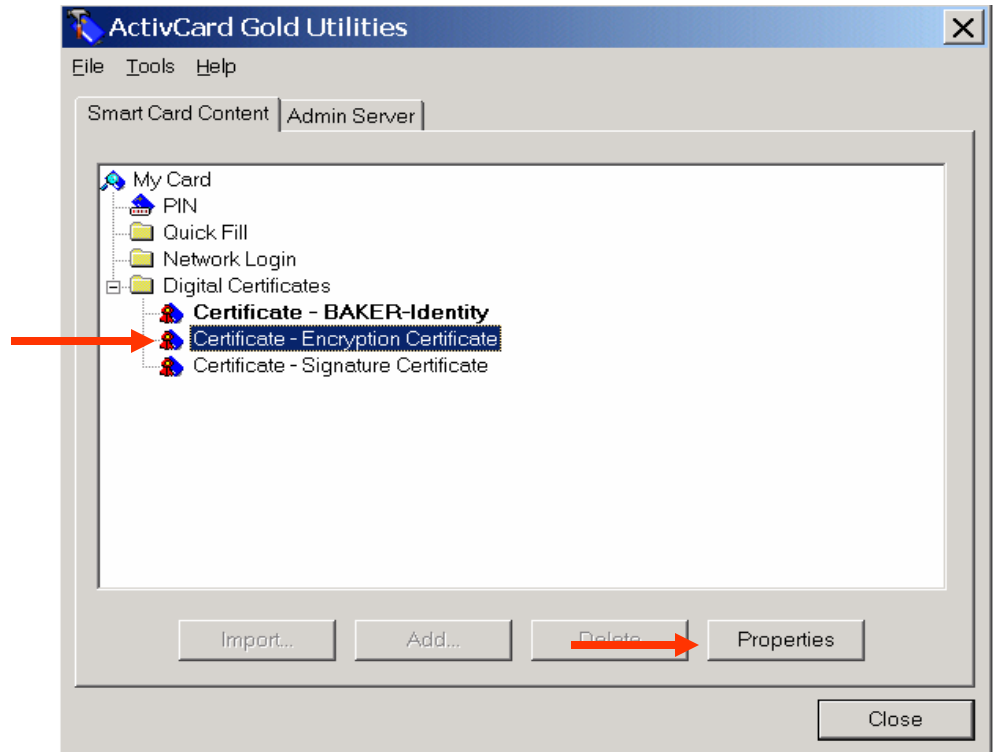 ActivCard Gold Utilities
File Tools Help
Smart Card Content Admin Server
My Card
PIN
Quick Fill
Network Login
Digital Certificates
Certificate - BAKER-Identity
Certificate - Encryption Certificate
Certificate - Signature Certificate
Import... Add... Delete Properties
Close